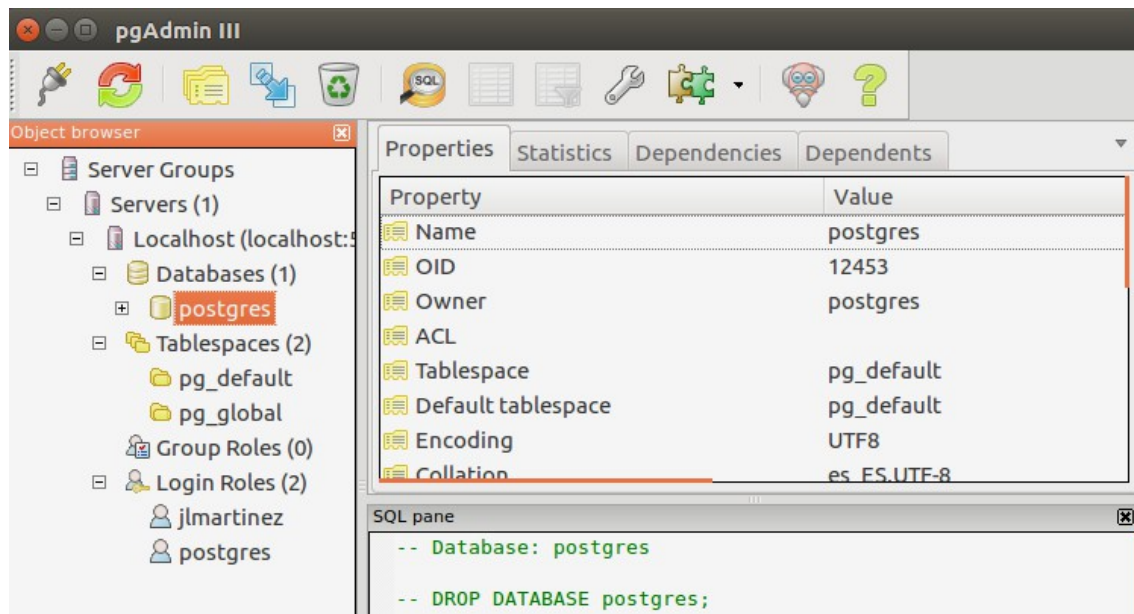 pgAdmin III
SQL
Object browser
Server Groups
Servers (1)
Localhost (localhost:5
Databases (1)
postgres
Tablespaces (2)
pg_default
pg_global
Group Roles (0)
Login Roles (2)
jlmartinez
postgres
Properties Statistics Dependencies Dependents
Property Value
Name postgres
OID 12453
Owner postgres
ACL
Tablespace pg_default
Default tablespace pg_default
Encoding UTF8
Collation es_ES.UTF-8
SQL pane
-- Database: postgres
-- DROP DATABASE postgres;